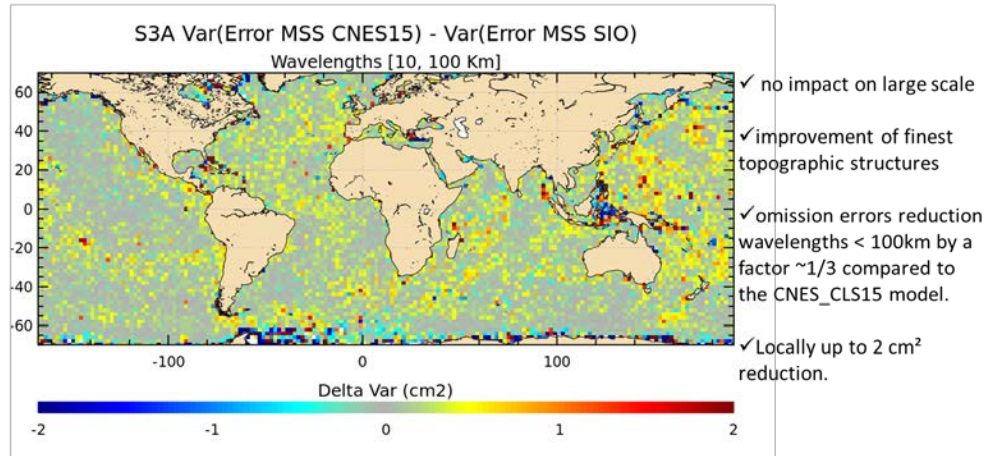 S3A Var(Error MSS CNES15) - Var(Error MSS SIO)
Wavelengths [10, 100 Km]
60
40
20
0
-20
-40
-60
-100
0
100
Delta Var (cm2)
-2
-1
0
1
2
✓ no impact on large scale
✓improvement of finest
topographic structures
✓omission errors reduction
wavelengths < 100km by a
factor ~1/3 compared to
the CNES_CLS15 model.
✓Locally up to 2 cm²
reduction.